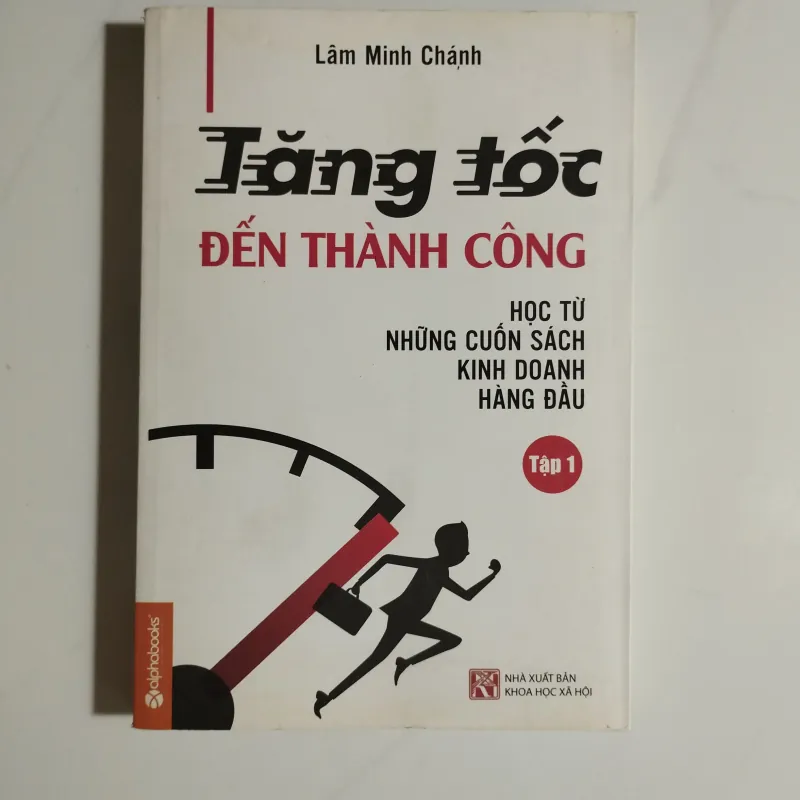 Lâm Minh Chánh
Tăng tốc
ĐẾN THÀNH CÔNG
HỌC TỪ
NHỮNG CUỐN SÁCH
KINH DOANH
HÀNG ĐẦU
Tập 1
alphabooks
NHÀ XUẤT BẢN
KHOA HỌC XÃ HỘI